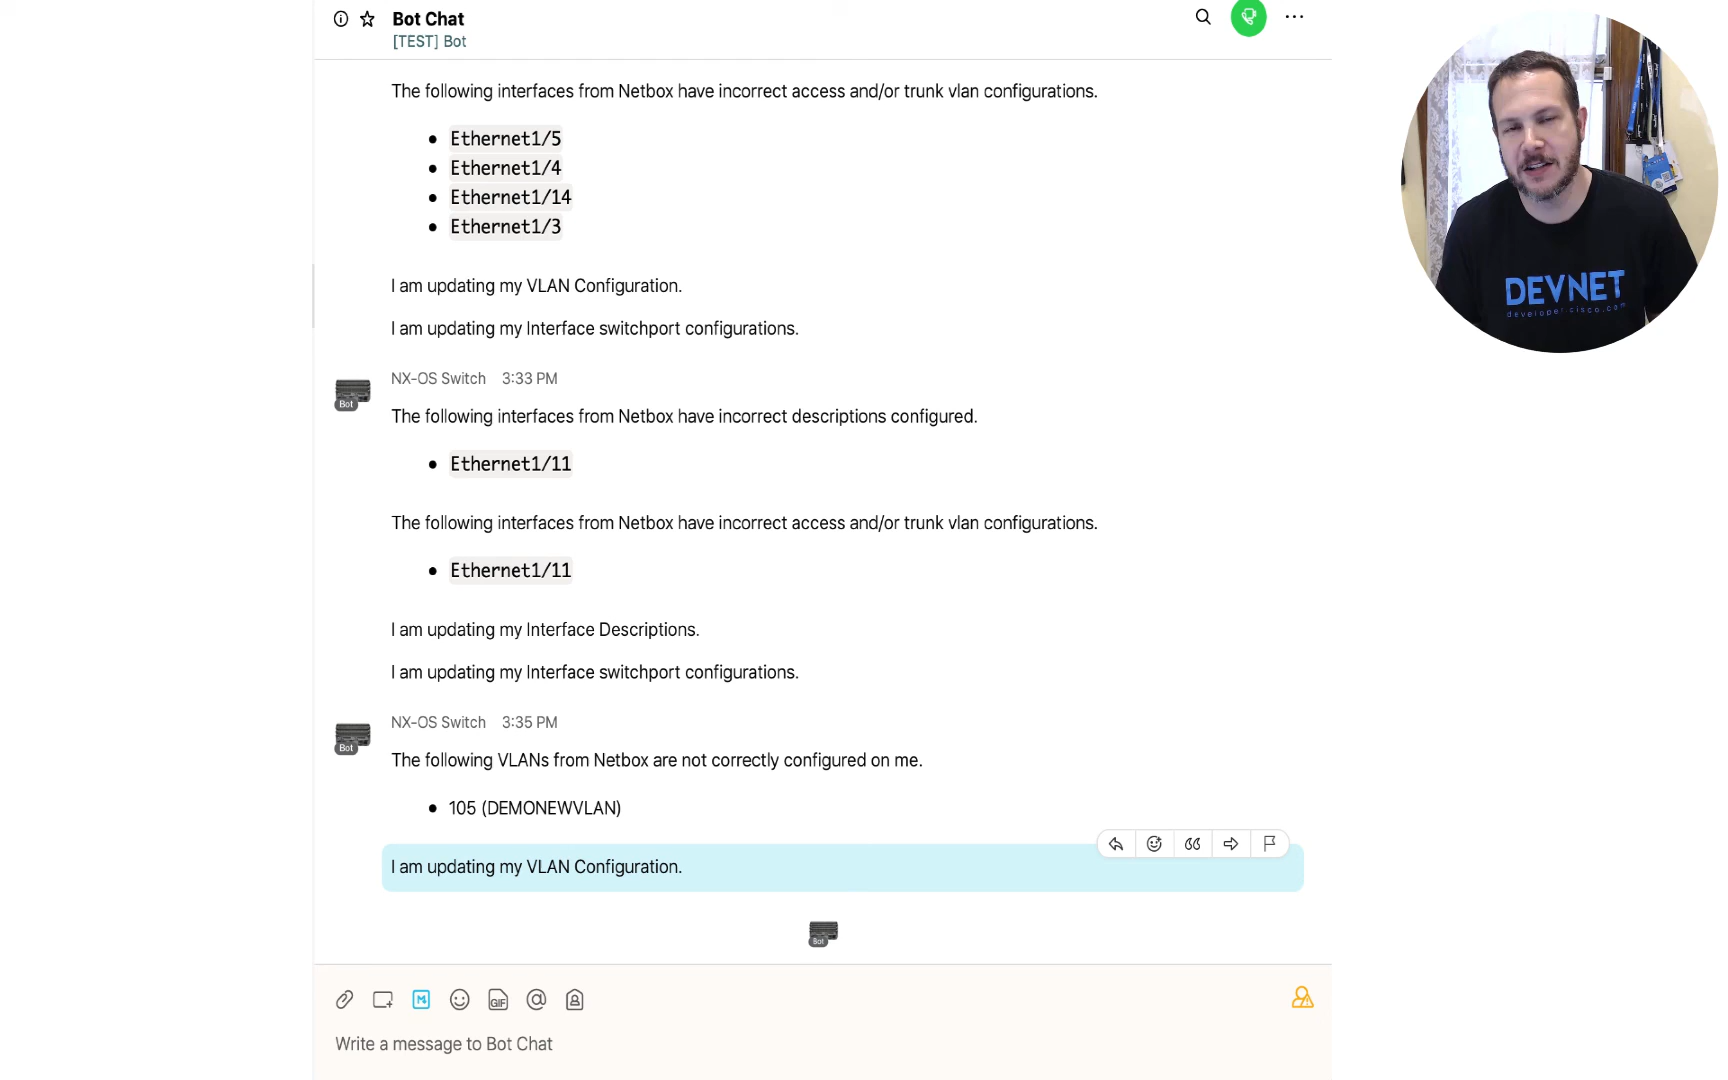 Bot Chat
[TEST] Bot
The following interfaces from Netbox have incorrect access and/or trunk vlan configurations.
Ethernet1/5
Ethernet1/4
Ethernet1/14
Ethernet1/3
I am updating my VLAN Configuration.
I am updating my Interface switchport configurations.
NX-OS Switch 3:33 PM
Bot
The following interfaces from Netbox have incorrect descriptions configured.
Ethernet1/11
The following interfaces from Netbox have incorrect access and/or trunk vlan configurations.
Ethernet1/11
I am updating my Interface Descriptions.
I am updating my Interface switchport configurations.
NX-OS Switch 3:35 PM
Bot
The following VLANs from Netbox are not correctly configured on me.
105 (DEMONEWVLAN)
I am updating my VLAN Configuration.
Bot
GIF
Write a message to Bot Chat
DEVNET
developer.cisco.com